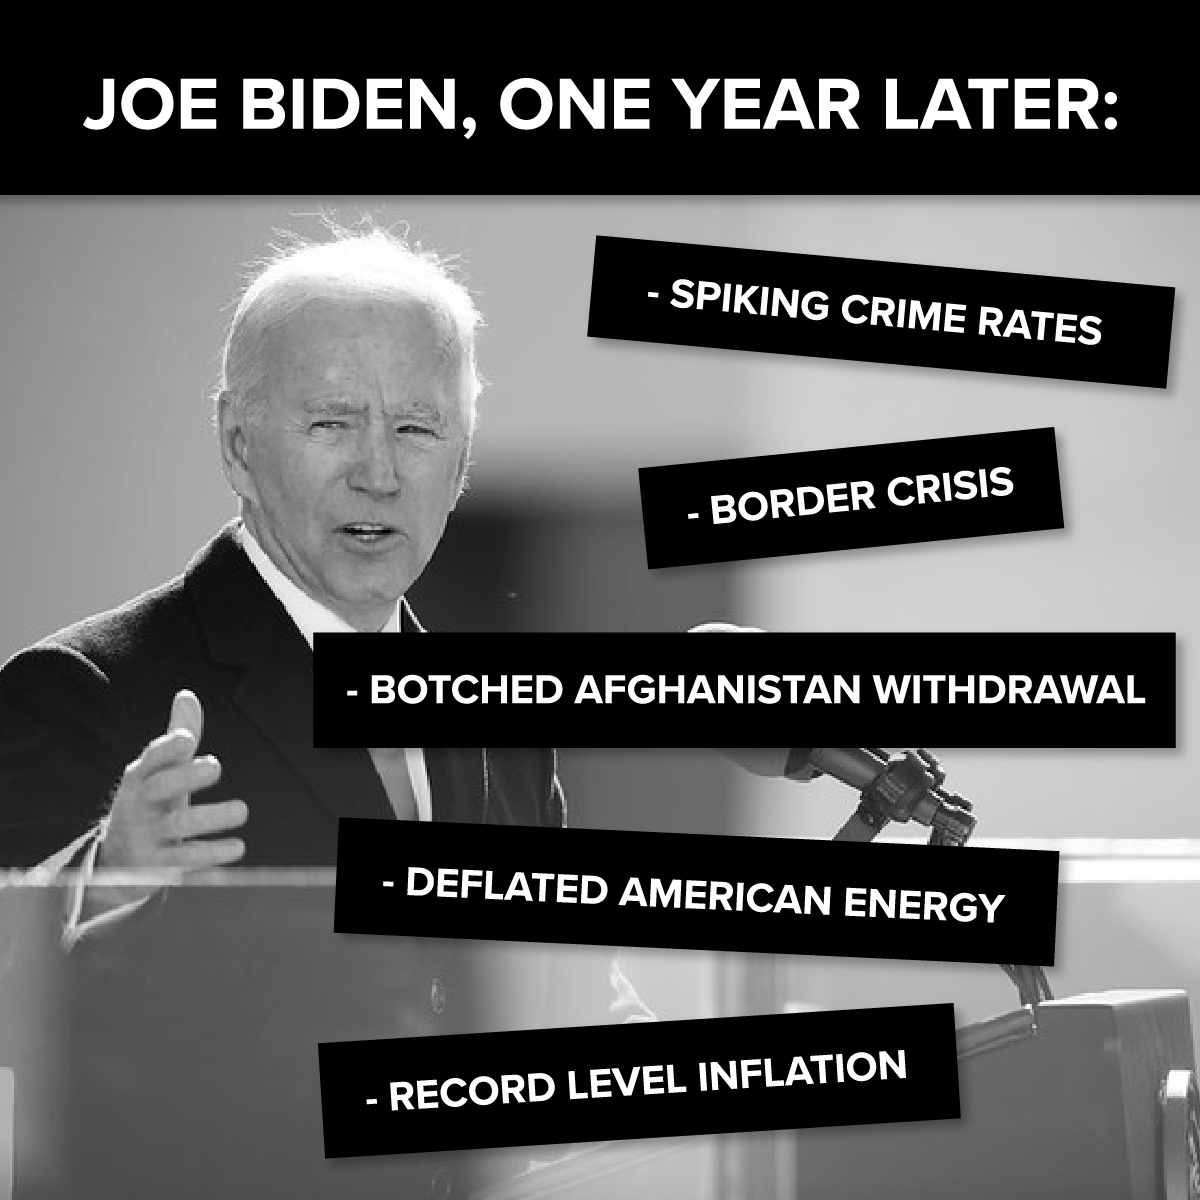 JOE BIDEN, ONE YEAR LATER:
- SPIKING CRIME RATES
- BORDER CRISIS
- BOTCHED AFGHANISTAN WITHDRAWAL
- DEFLATED AMERICAN ENERGY
- RECORD LEVEL INFLATION